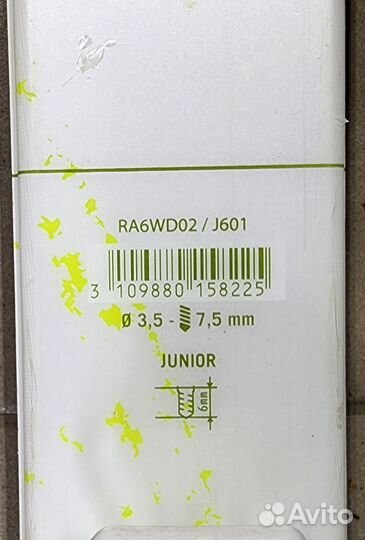 RA6WD02 / J601
3 109880 158225
Ø 3,5 - 7,5 mm
JUNIOR
6mm
Avito